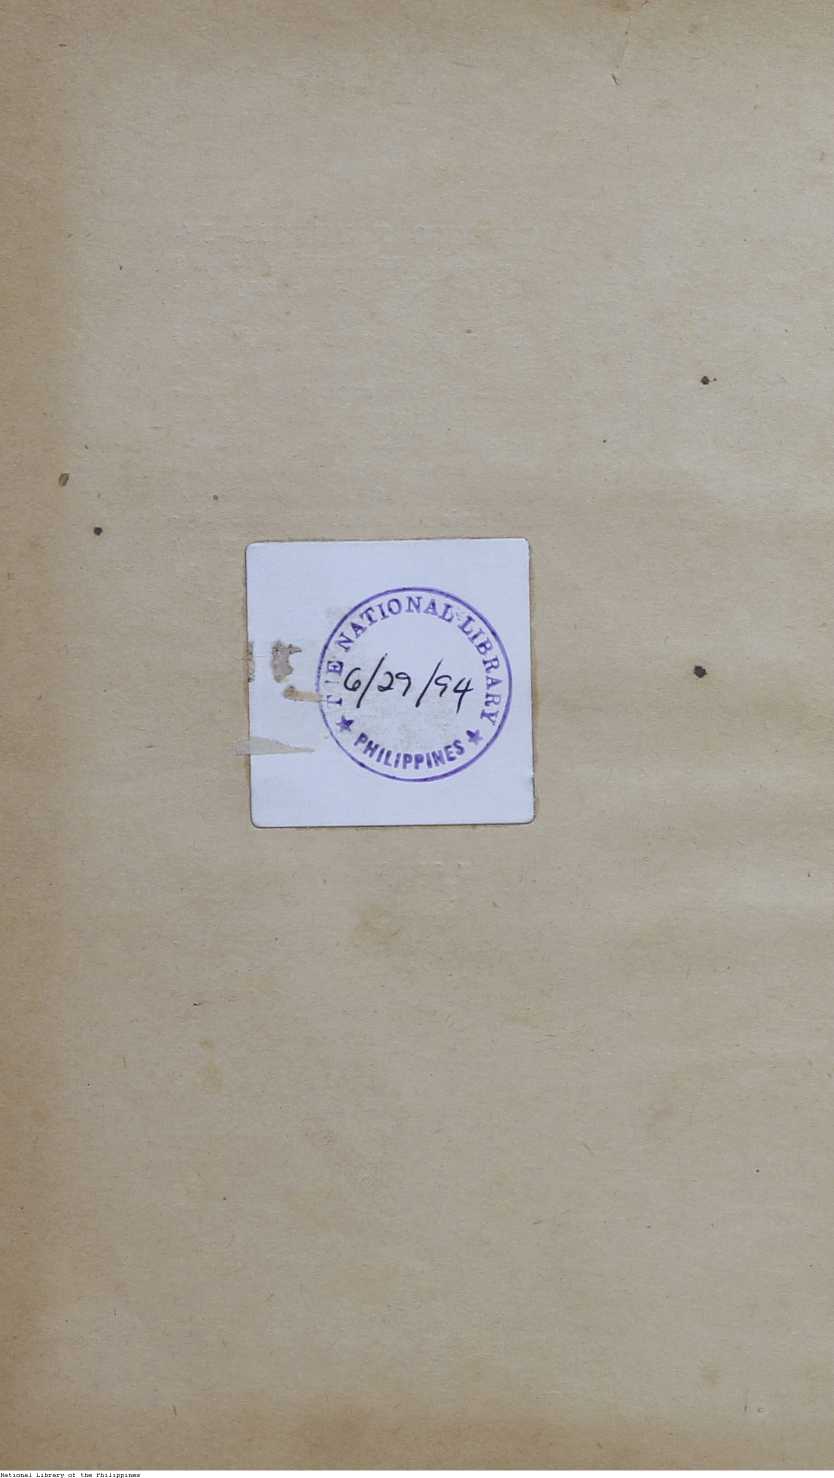 THE NATIONAL LIBRARY
6/29/94
★ PHILIPPINES ★
National Library of the Philippines